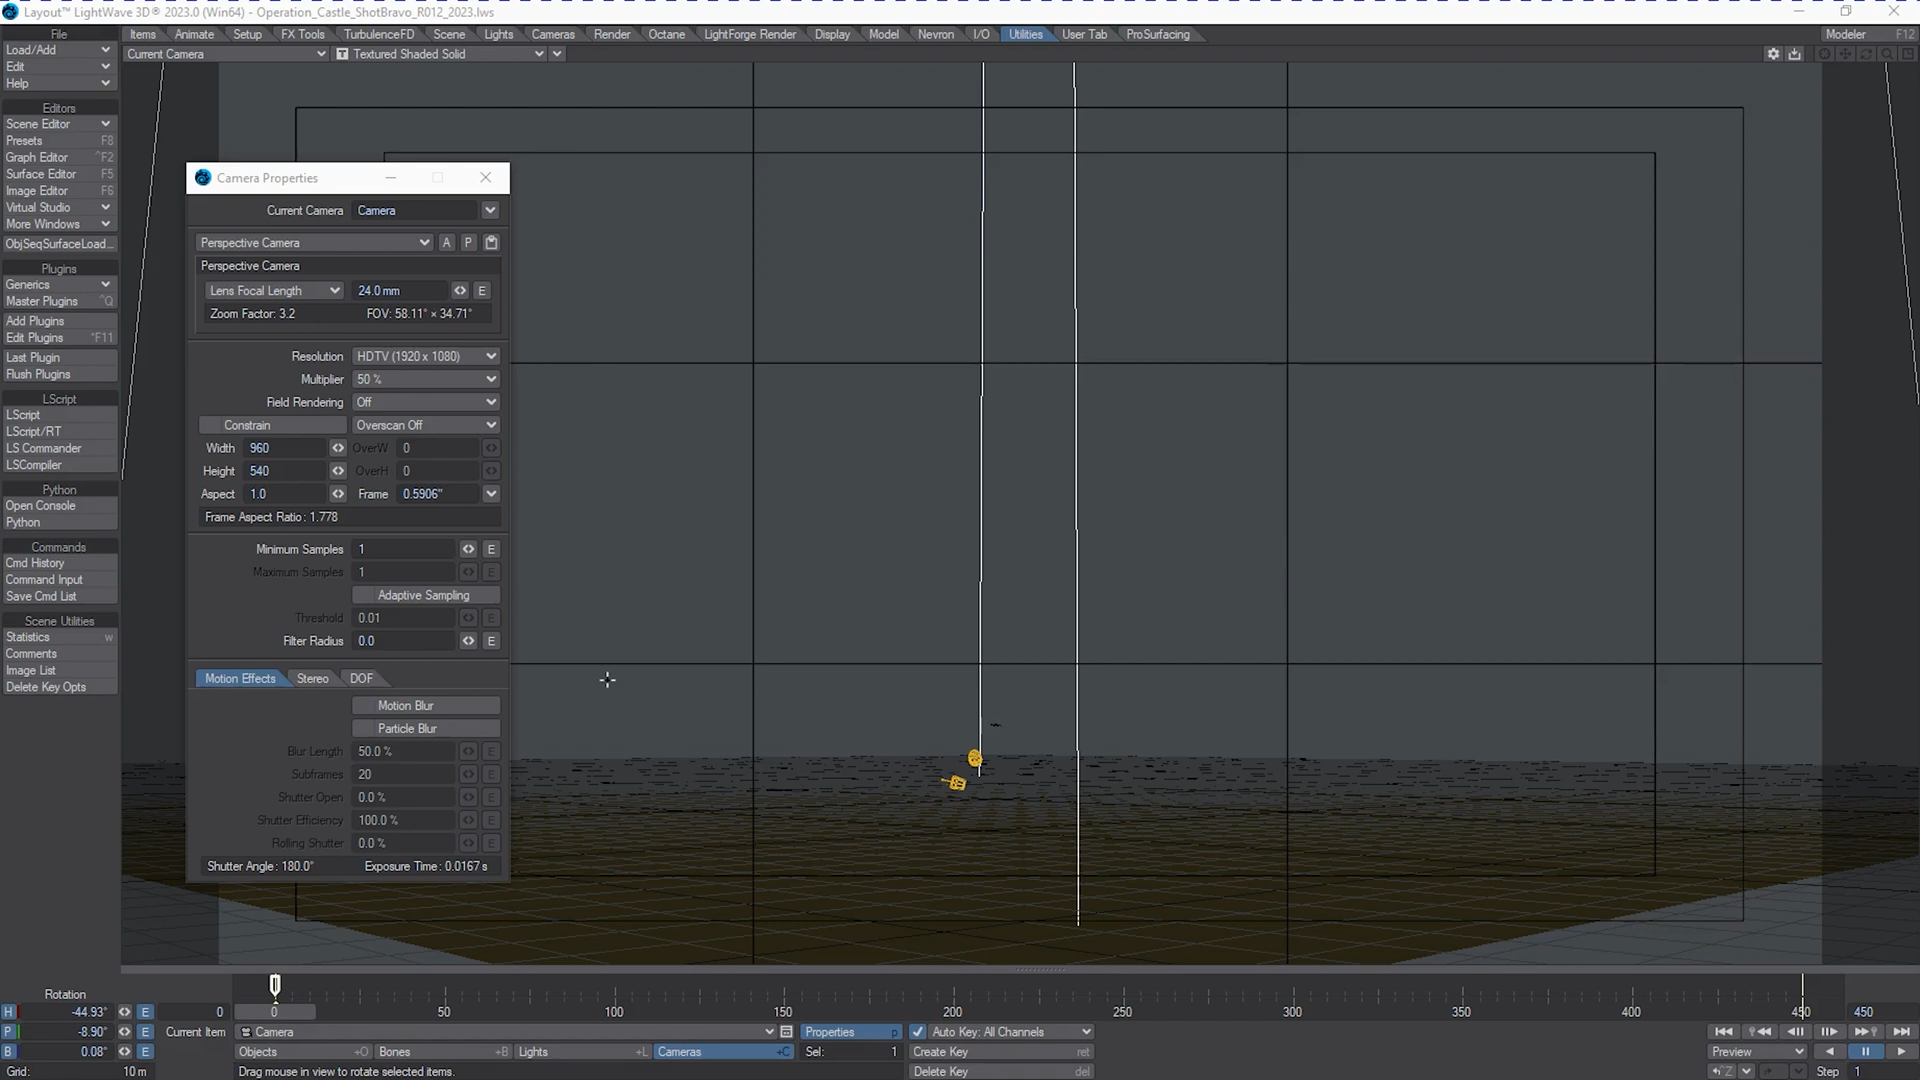 Layout™ LightWave 3D® 2023.0 (Win64) - Operation_Castle_ShotBravo_R012_2023.lws
File Items Animate Setup FX Tools TurbulenceFD Scene Lights Cameras Render Octane LightForge Render Display Model Nevron I/O Utilities User Tab ProSurfacing Modeler F12
Load/Add
Current Camera Textured Shaded Solid
Edit
Help
Editors
Scene Editor
Presets F8
Graph Editor ^F2
Surface Editor F5
Image Editor F6
Virtual Studio
More Windows
ObjSeqSurfaceLoad...
Plugins
Generics
Master Plugins ^Q
Add Plugins
Edit Plugins ^F11
Last Plugin
Flush Plugins
LScript
LScript
LScript/RT
LS Commander
LSCompiler
Python
Open Console
Python
Commands
Cmd History
Command Input
Save Cmd List
Scene Utilities
Statistics w
Comments
Image List
Delete Key Opts
Camera Properties
Current Camera Camera
Perspective Camera A P
Perspective Camera
Lens Focal Length 24.0 mm E
Zoom Factor: 3.2 FOV: 58.11° × 34.71°
Resolution HDTV (1920 x 1080)
Multiplier 50 %
Field Rendering Off
Constrain Overscan Off
Width 960 OverW 0
Height 540 OverH 0
Aspect 1.0 Frame 0.5906"
Frame Aspect Ratio: 1.778
Minimum Samples 1 E
Maximum Samples 1 E
Adaptive Sampling
Threshold 0.01 E
Filter Radius 0.0 E
Motion Effects Stereo DOF
Motion Blur
Particle Blur
Blur Length 50.0 % E
Subframes 20 E
Shutter Open 0.0 % E
Shutter Efficiency 100.0 % E
Rolling Shutter 0.0 % E
Shutter Angle: 180.0° Exposure Time: 0.0167 s
Rotation
H -44.93° E 0 0 50 100 150 200 250 300 350 400 450 450
P -8.90° E Current Item Camera Properties p Auto Key: All Channels
B 0.08° E Objects +O Bones +B Lights +L Cameras +C Sel: 1 Create Key ret Preview
Grid: 10 m Drag mouse in view to rotate selected items. Delete Key del ^Z Step 1